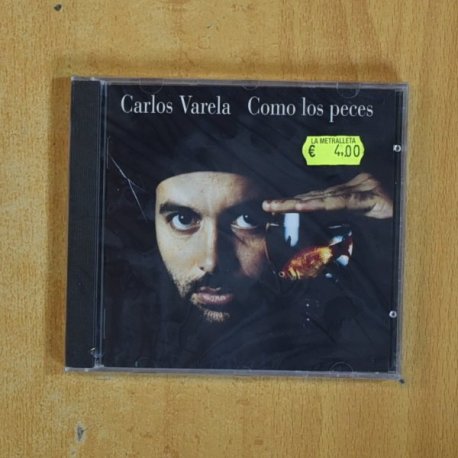 Carlos Varela Como los peces
LA METRALLETA
€ 4.00